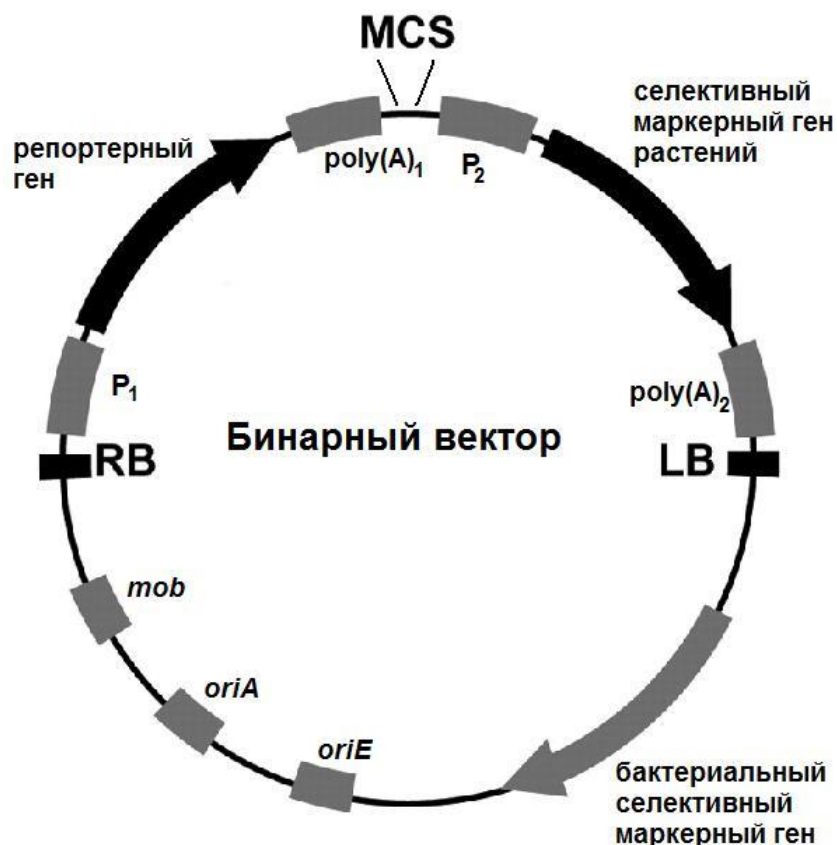 MCS
селективный
маркерный ген
растений
репортерный
ген
poly(A)1
P2
P1
poly(A)2
Бинарный вектор
RB
LB
mob
oriA
oriE
бактериальный
селективный
маркерный ген